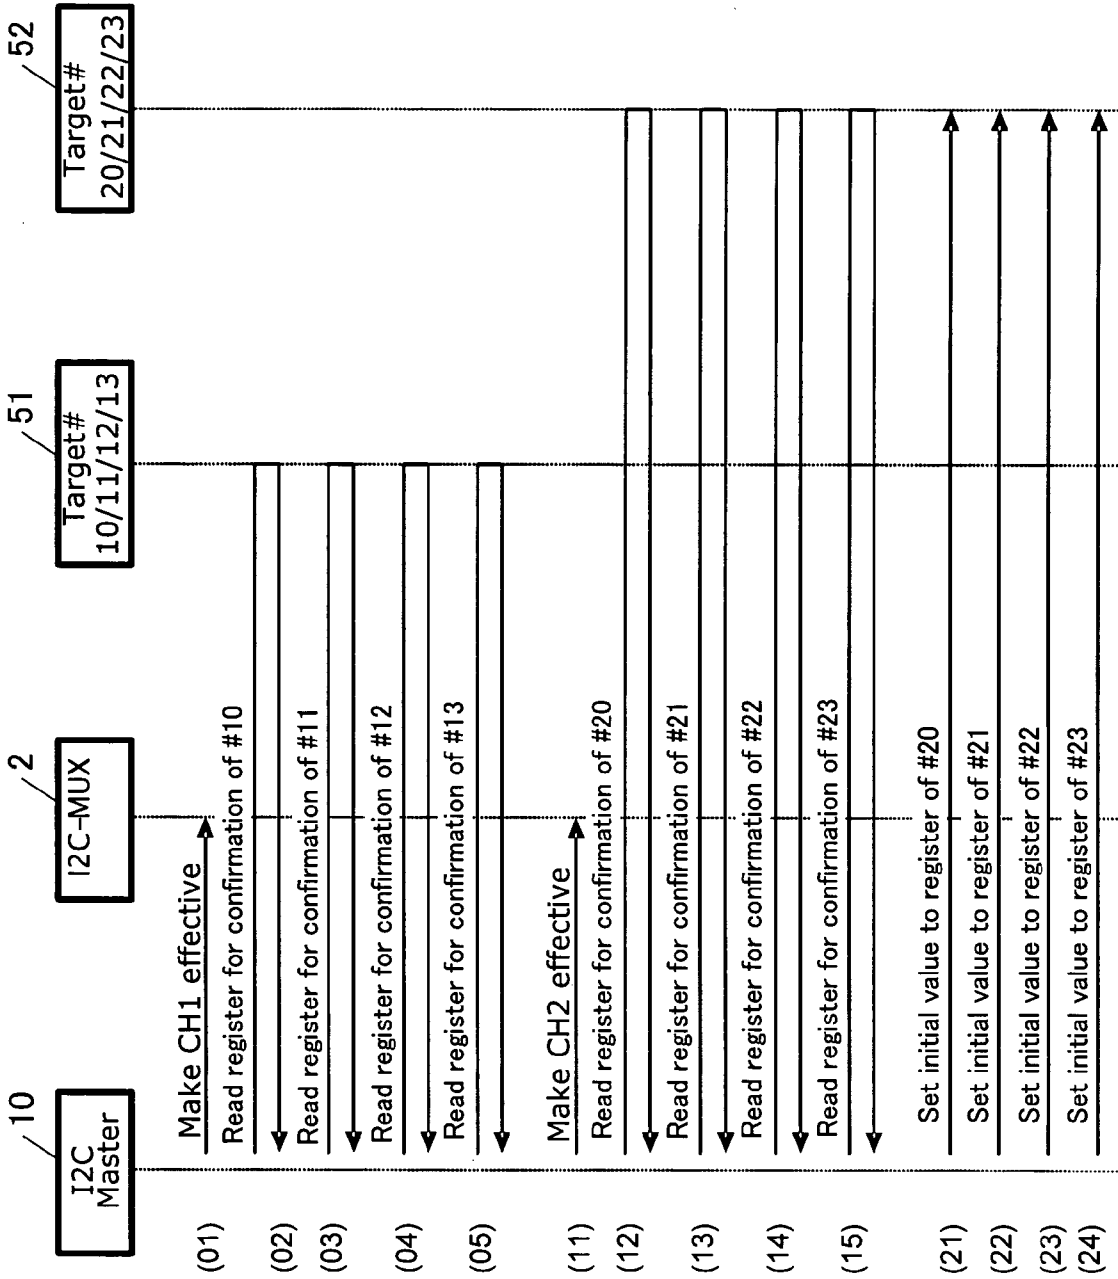 10
I2C
Master
2
I2C-MUX
51
Target#
10/11/12/13
52
Target#
20/21/22/23
(01)
Make CH1 effective
(02)
Read register for confirmation of #10
(03)
Read register for confirmation of #11
(04)
Read register for confirmation of #12
(05)
Read register for confirmation of #13
(11)
Make CH2 effective
(12)
Read register for confirmation of #20
(13)
Read register for confirmation of #21
(14)
Read register for confirmation of #22
(15)
Read register for confirmation of #23
(21)
Set initial value to register of #20
(22)
Set initial value to register of #21
(23)
Set initial value to register of #22
(24)
Set initial value to register of #23